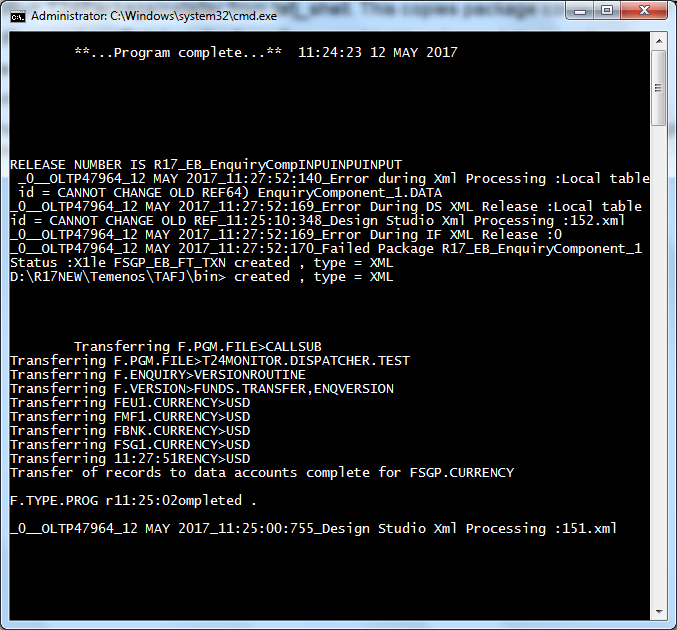 shell. This copies package co
Administrator: C:\Windows\system32\cmd.exe
**...Program complete...**  11:24:23 12 MAY 2017
RELEASE NUMBER IS R17_EB_EnquiryCompINPUINPUINPUT
_0__OLTP47964_12 MAY 2017_11:27:52:140_Error during Xml Processing :Local table
id = CANNOT CHANGE OLD REF64) EnquiryComponent_1.DATA
_0__OLTP47964_12 MAY 2017_11:27:52:169_Error During DS XML Release :Local table
id = CANNOT CHANGE OLD REF_11:25:10:348_Design Studio Xml Processing :152.xml
_0__OLTP47964_12 MAY 2017_11:27:52:169_Error During IF XML Release :0
_0__OLTP47964_12 MAY 2017_11:27:52:170_Failed Package R17_EB_EnquiryComponent_1
Status :X1le FSGP_EB_FT_TXN created , type = XML
D:\R17NEW\Temenos\TAFJ\bin> created , type = XML
Transferring F.PGM.FILE>CALLSUB
Transferring F.PGM.FILE>T24MONITOR.DISPATCHER.TEST
Transferring F.ENQUIRY>VERSIONROUTINE
Transferring F.VERSION>FUNDS.TRANSFER,ENQVERSION
Transferring FEU1.CURRENCY>USD
Transferring FMF1.CURRENCY>USD
Transferring FBNK.CURRENCY>USD
Transferring FSG1.CURRENCY>USD
Transferring 11:27:51RENCY>USD
Transfer of records to data accounts complete for FSGP.CURRENCY
F.TYPE.PROG r11:25:02ompleted .
_0__OLTP47964_12 MAY 2017_11:25:00:755_Design Studio Xml Processing :151.xml